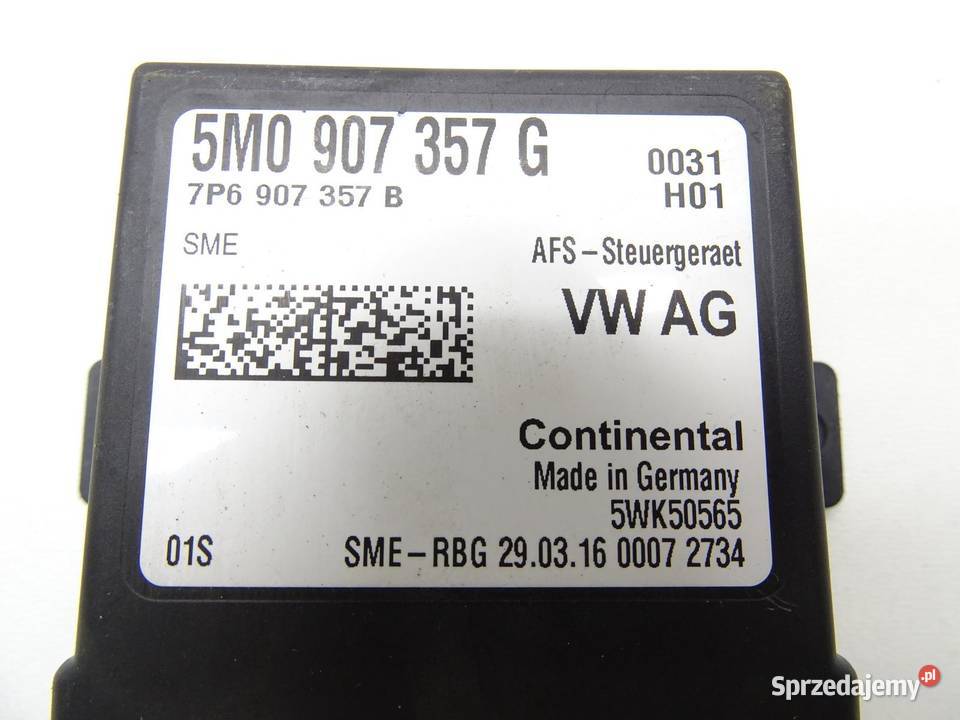 5M0 907 357 G
0031
7P6 907 357 B
H01
SME
AFS-Steuergeraet
VW AG
Continental
Made in Germany
5WK50565
01S
SME-RBG 29.03.16 0007 2734
Sprzedajemy.pl